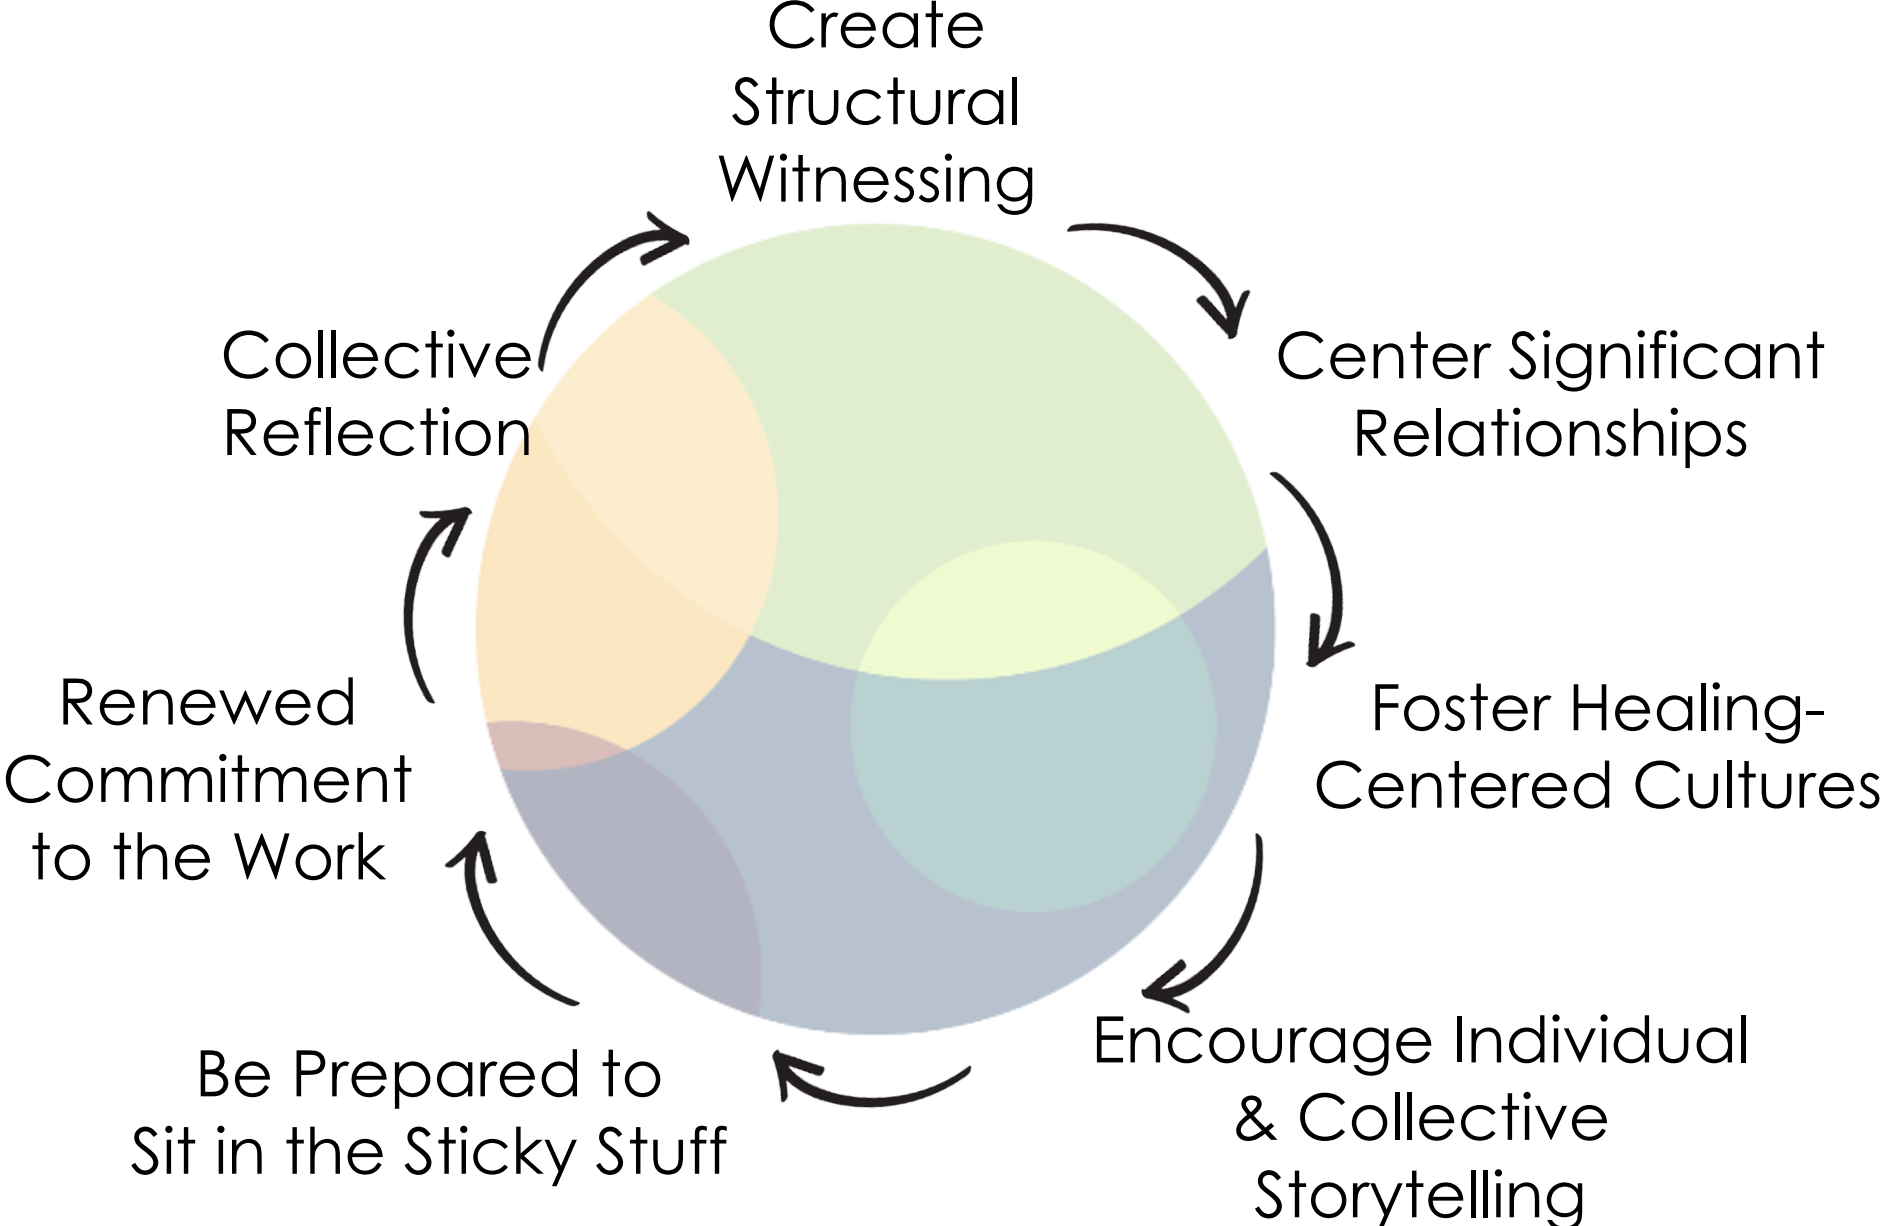 Create
Structural
Witnessing
Center Significant
Relationships
Foster Healing-
Centered Cultures
Encourage Individual
& Collective
Storytelling
Be Prepared to
Sit in the Sticky Stuff
Renewed
Commitment
to the Work
Collective
Reflection